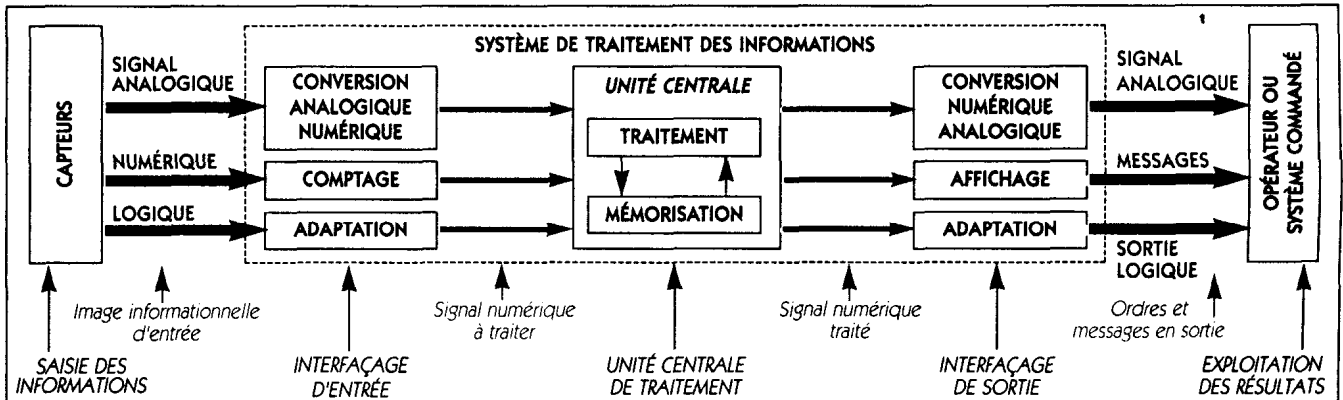 SYSTÈME DE TRAITEMENT DES INFORMATIONS
CAPTEURS
SIGNAL
ANALOGIQUE
NUMÉRIQUE
LOGIQUE
CONVERSION
ANALOGIQUE
NUMÉRIQUE
COMPTAGE
ADAPTATION
UNITÉ CENTRALE
TRAITEMENT
MÉMORISATION
CONVERSION
NUMÉRIQUE
ANALOGIQUE
AFFICHAGE
ADAPTATION
SIGNAL
ANALOGIQUE
MESSAGES
SORTIE
LOGIQUE
OPÉRATEUR OU
SYSTÈME COMMANDÉ
Image informationnelle
d'entrée
Signal numérique
à traiter
Signal numérique
traité
Ordres et
messages en sortie
SAISIE DES
INFORMATIONS
INTERFAÇAGE
D'ENTRÉE
UNITÉ CENTRALE
DE TRAITEMENT
INTERFAÇAGE
DE SORTIE
EXPLOITATION
DES RÉSULTATS